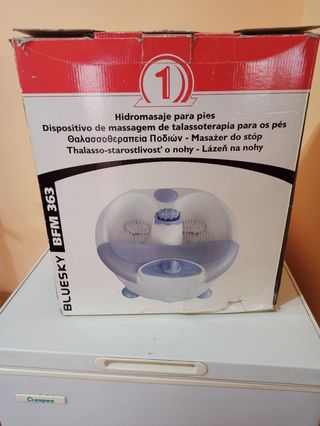 1
Hidromasaje para pies
Dispositivo de massagem de talassoterapia para os pés
Θαλασσοθεραπεία Ποδιών - Masażer do stóp
Thalasso-starostlivosť o nohy - Lázeň na nohy
BLUESKY BFM 363